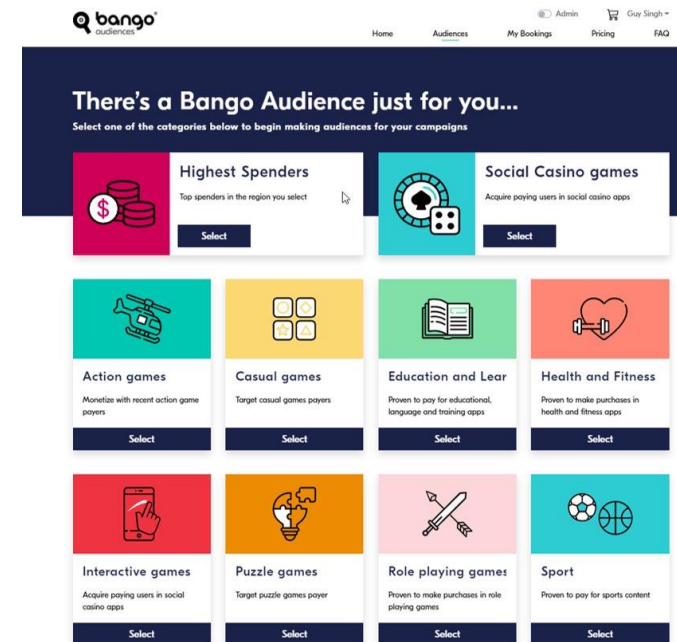 bango®
audiences
Admin
Guy Singh
Home
Audiences
My Bookings
Pricing
FAQ
There's a Bango Audience just for you...
Select one of the categories below to begin making audiences for your campaigns
Highest Spenders
Top spenders in the region you select
Select
Social Casino games
Acquire paying users in social casino apps
Select
Action games
Monetize with recent action game
payers
Select
Casual games
Target casual games payers
Select
Education and Lear
Proven to pay for educational,
language and training apps
Select
Health and Fitness
Proven to make purchases in
health and fitness apps
Select
Interactive games
Acquire paying users in social
casino apps
Select
Puzzle games
Target puzzle games payer
Select
Role playing games
Proven to make purchases in role
playing games
Select
Sport
Proven to pay for sports content
Select